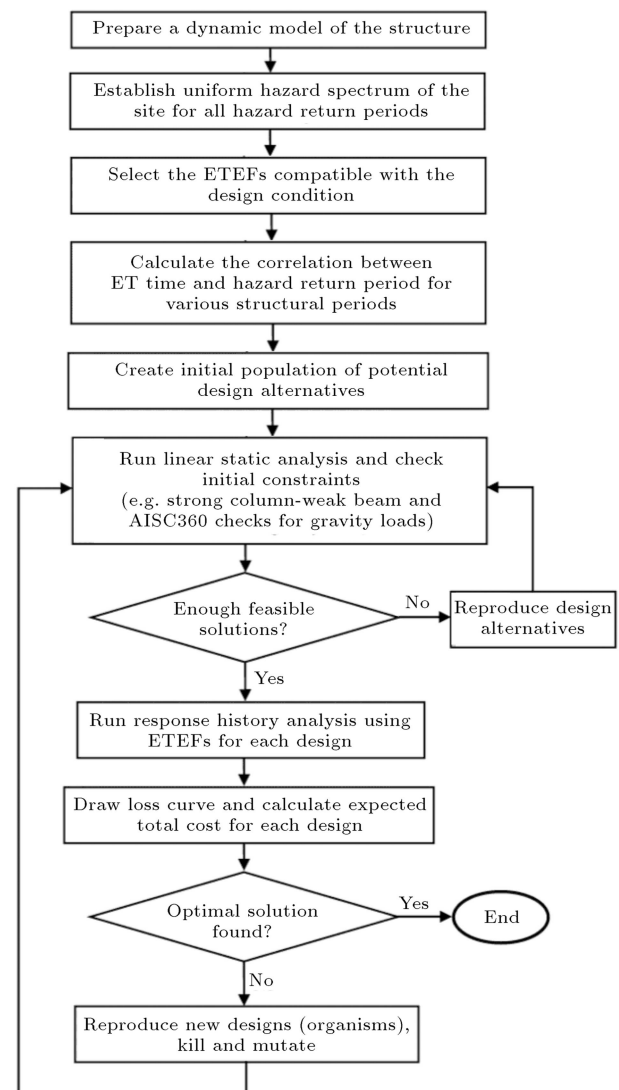 Prepare a dynamic model of the structure
Establish uniform hazard spectrum of the
site for all hazard return periods
Select the ETEFs compatible with the
design condition
Calculate the correlation between
ET time and hazard return period for
various structural periods
Create initial population of potential
design alternatives
Run linear static analysis and check
initial constraints
(e.g. strong column-weak beam and
AISC360 checks for gravity loads)
Enough feasible
solutions?
No
Reproduce design
alternatives
Yes
Run response history analysis using
ETEFs for each design
Draw loss curve and calculate expected
total cost for each design
Optimal solution
found?
Yes
End
No
Reproduce new designs (organisms),
kill and mutate